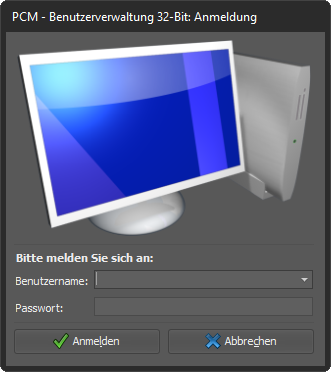 PCM - Benutzerverwaltung 32-Bit: Anmeldung
Bitte melden Sie sich an:
Benutzername:
Passwort:
Anmelden
Abbrechen